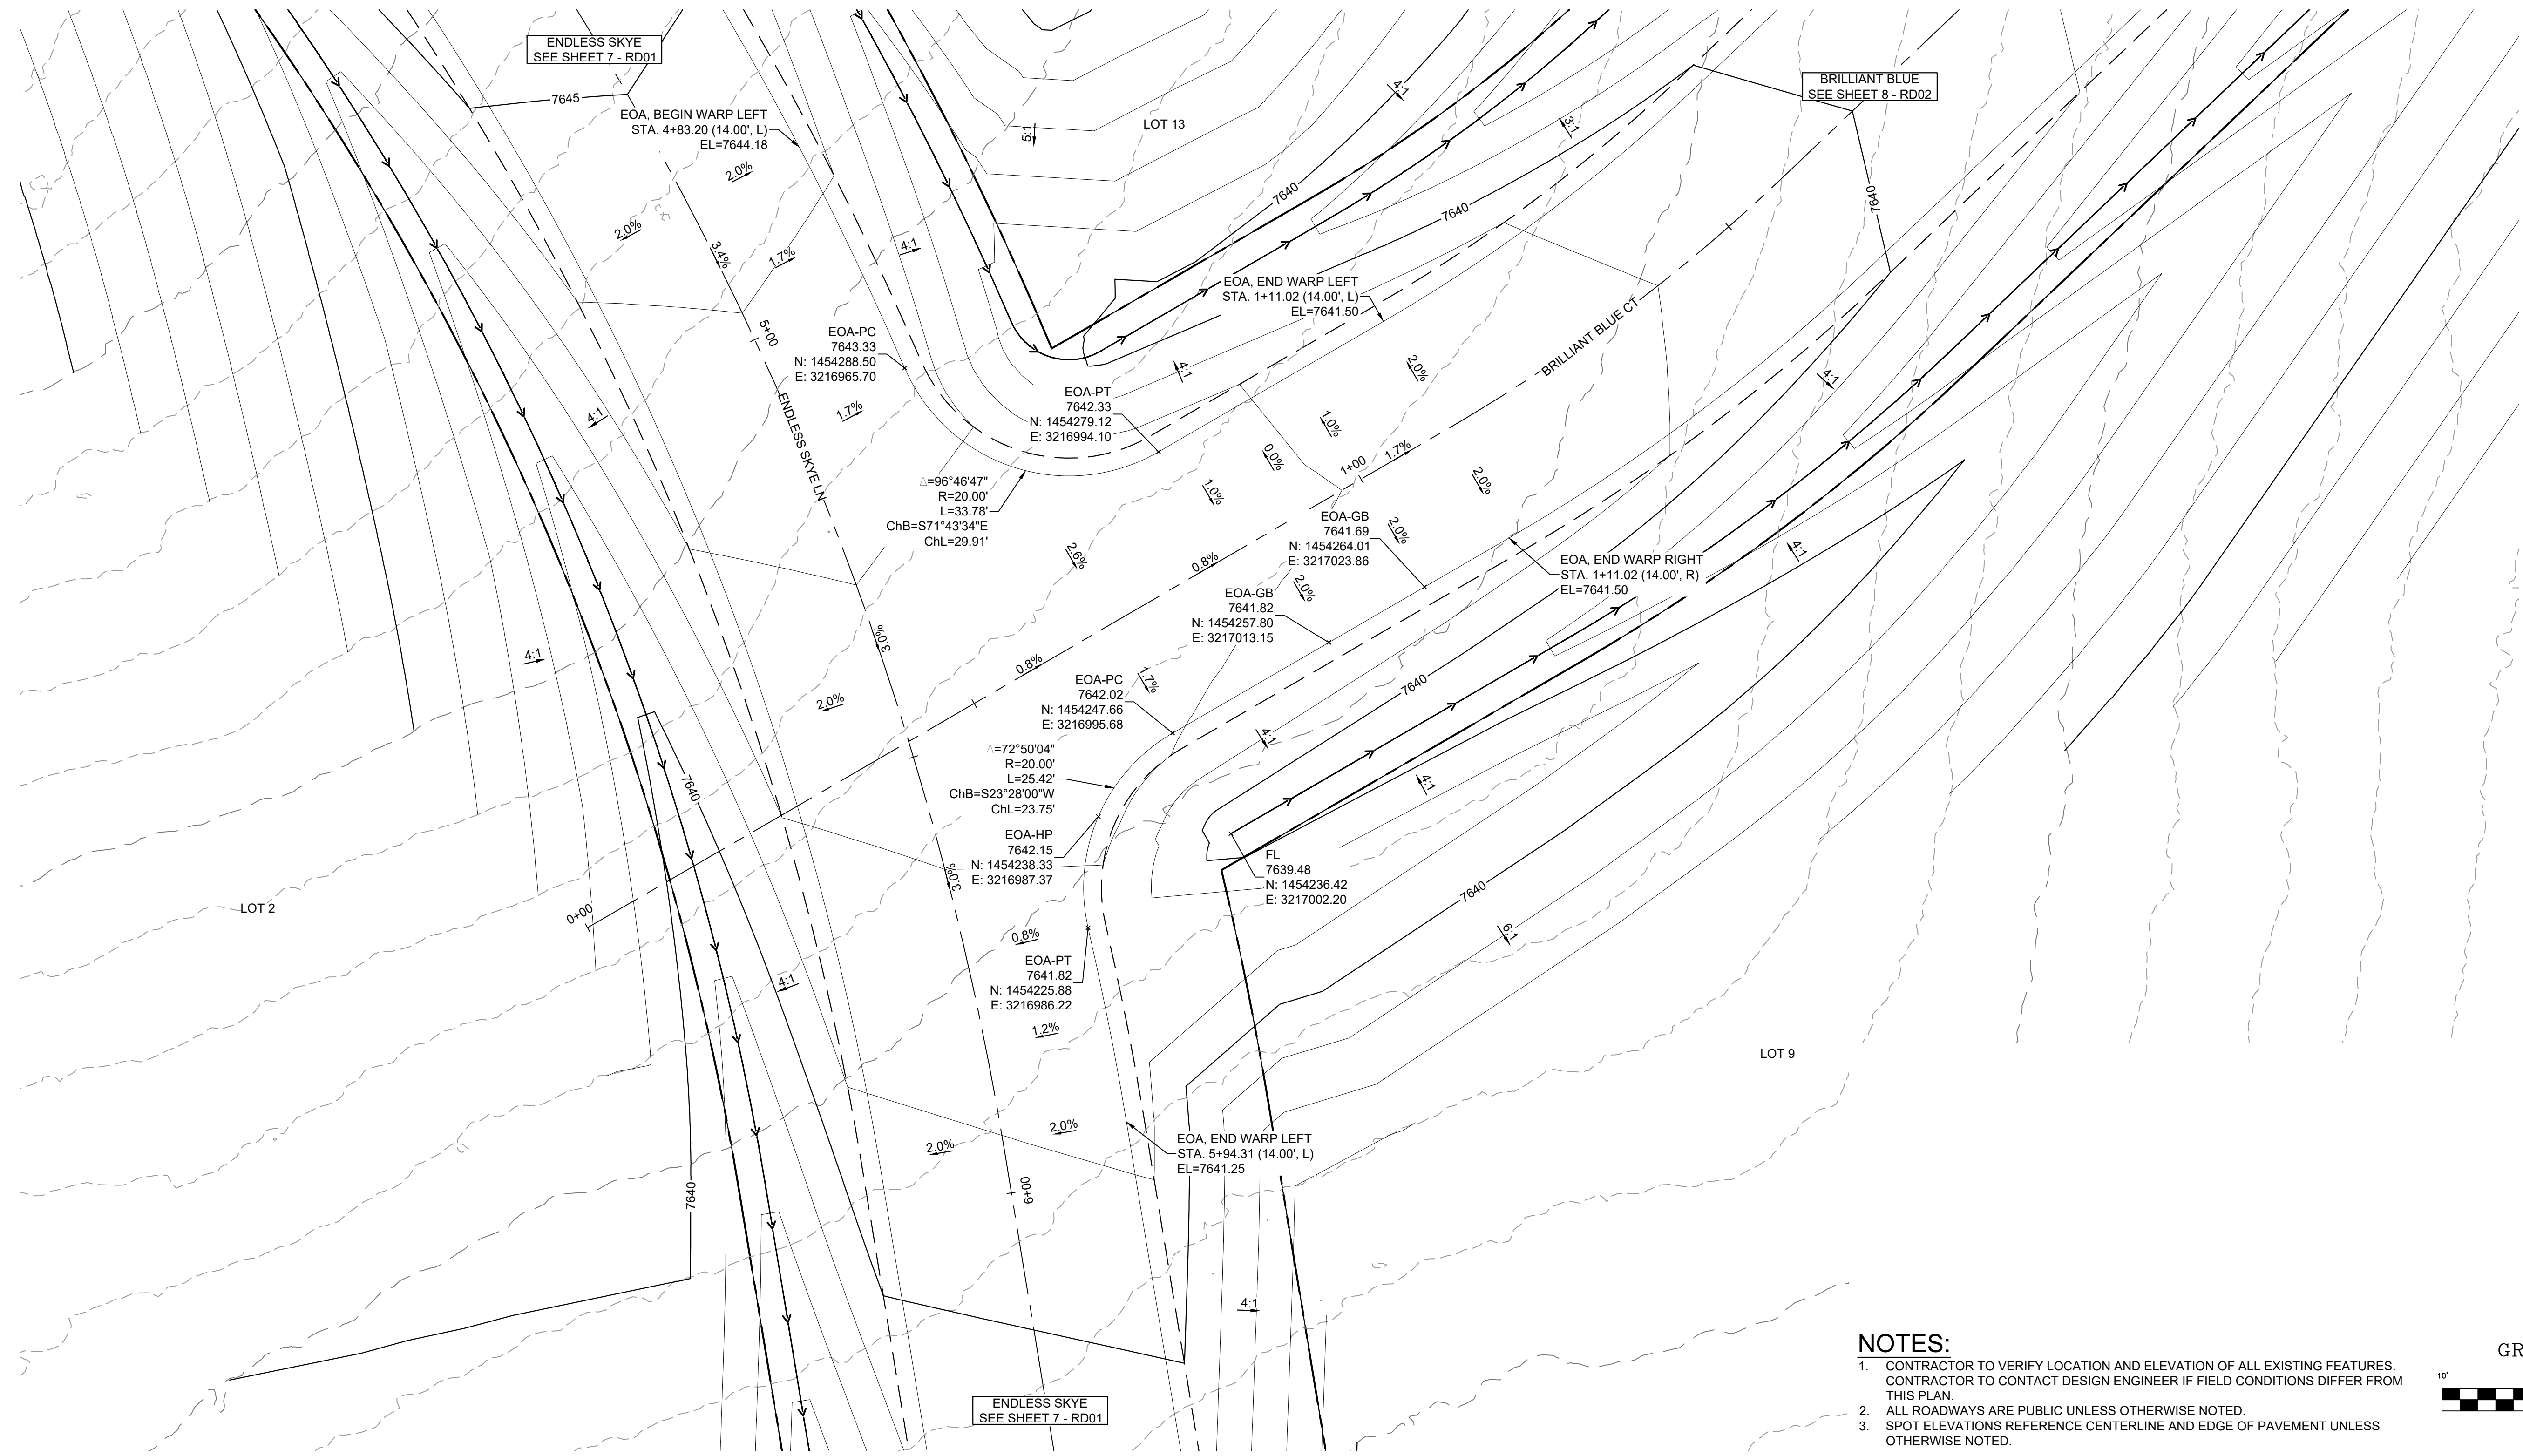 ENDLESS SKYE
SEE SHEET 7 - RD01
BRILLIANT BLUE
SEE SHEET 8 - RD02
7645
EOA, BEGIN WARP LEFT
STA. 4+83.20 (14.00', L)
EL=7644.18
2.0%
2.0%
3.4%
1.7%
4:1
5:1
LOT 13
4:1
3:1
7640
7640
7640
EOA, END WARP LEFT
STA. 1+11.02 (14.00', L)
EL=7641.50
BRILLIANT BLUE CT
5+00
EOA-PC
7643.33
N: 1454288.50
E: 3216965.70
ENDLESS SKYE LN
1.7%
4:1
4:1
2.0%
4:1
EOA-PT
7642.33
N: 1454279.12
E: 3216994.10
1.0%
0.0%
1+00
1.7%
1.0%
2.0%
Δ=96°46'47"
R=20.00'
L=33.78'
ChB=S71°43'34"E
ChL=29.91'
EOA-GB
7641.69
N: 1454264.01
E: 3217023.86
2.0%
2.6%
0.8%
2.0%
EOA, END WARP RIGHT
STA. 1+11.02 (14.00', R)
EL=7641.50
4:1
EOA-GB
7641.82
N: 1454257.80
E: 3217013.15
3.0%
4:1
0.8%
1.7%
EOA-PC
7642.02
N: 1454247.66
E: 3216995.68
7640
2.0%
4:1
Δ=72°50'04"
R=20.00'
L=25.42'
ChB=S23°28'00"W
ChL=23.75'
4:1
7640
EOA-HP
7642.15
N: 1454238.33
E: 3216987.37
3.0%
FL
7639.48
N: 1454236.42
E: 3217002.20
7640
LOT 2
0+00
0.8%
6:1
EOA-PT
7641.82
N: 1454225.88
E: 3216986.22
4:1
1.2%
LOT 9
2.0%
2.0%
EOA, END WARP LEFT
STA. 5+94.31 (14.00', L)
EL=7641.25
7640
6+00
4:1
ENDLESS SKYE
SEE SHEET 7 - RD01
NOTES:
1. CONTRACTOR TO VERIFY LOCATION AND ELEVATION OF ALL EXISTING FEATURES.
CONTRACTOR TO CONTACT DESIGN ENGINEER IF FIELD CONDITIONS DIFFER FROM
THIS PLAN.
2. ALL ROADWAYS ARE PUBLIC UNLESS OTHERWISE NOTED.
3. SPOT ELEVATIONS REFERENCE CENTERLINE AND EDGE OF PAVEMENT UNLESS
OTHERWISE NOTED.
GR
10'